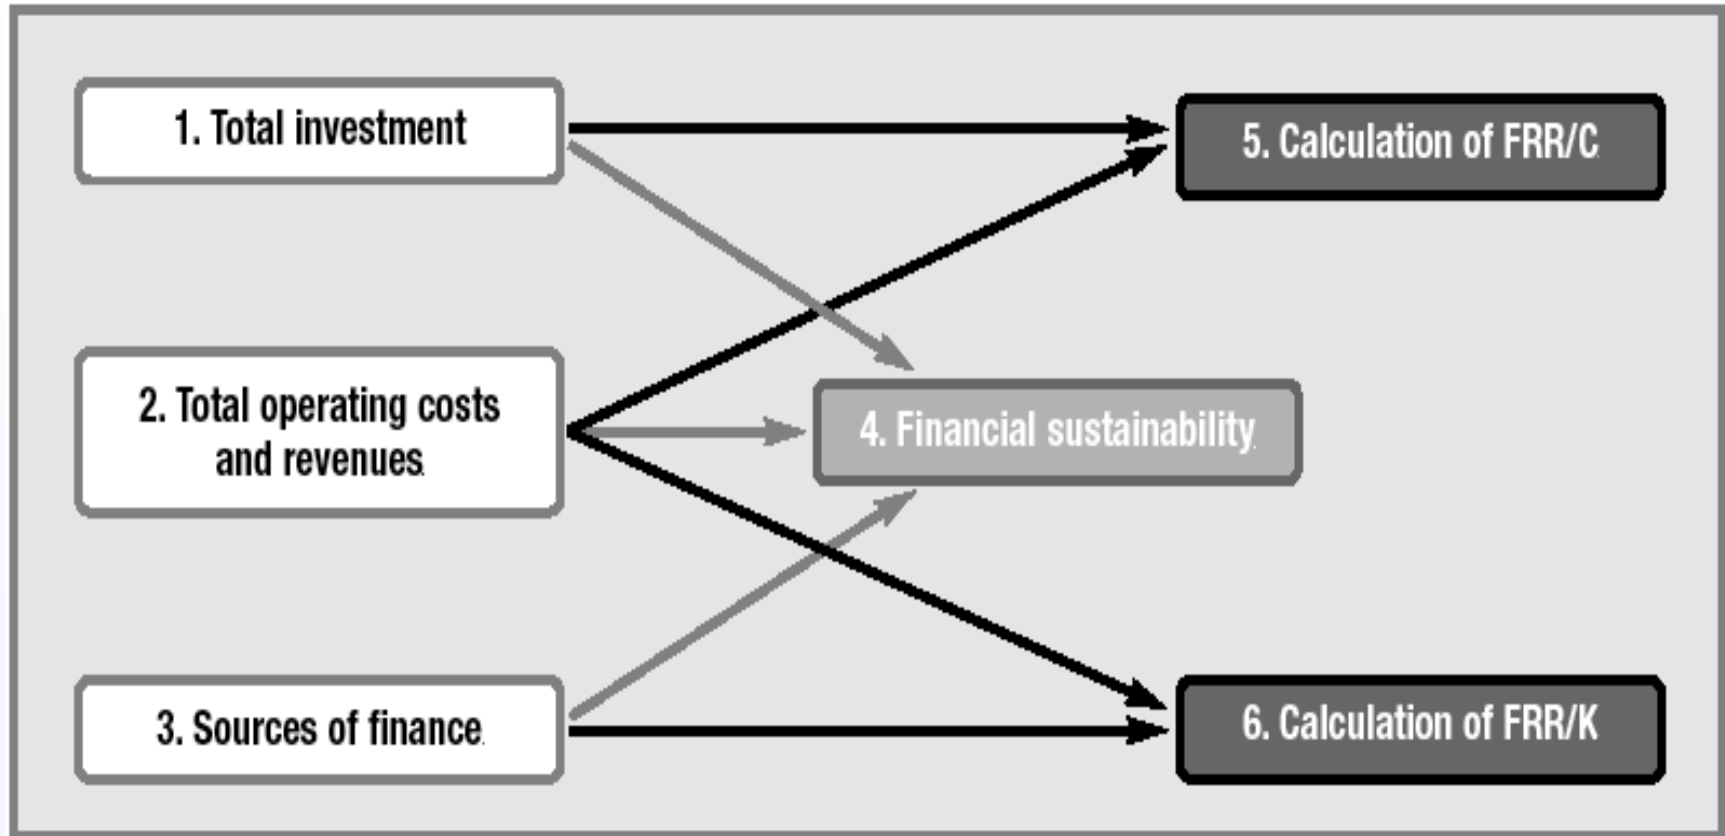 1. Total investment
5. Calculation of FRR/C
2. Total operating costs
and revenues
4. Financial sustainability
3. Sources of finance
6. Calculation of FRR/K